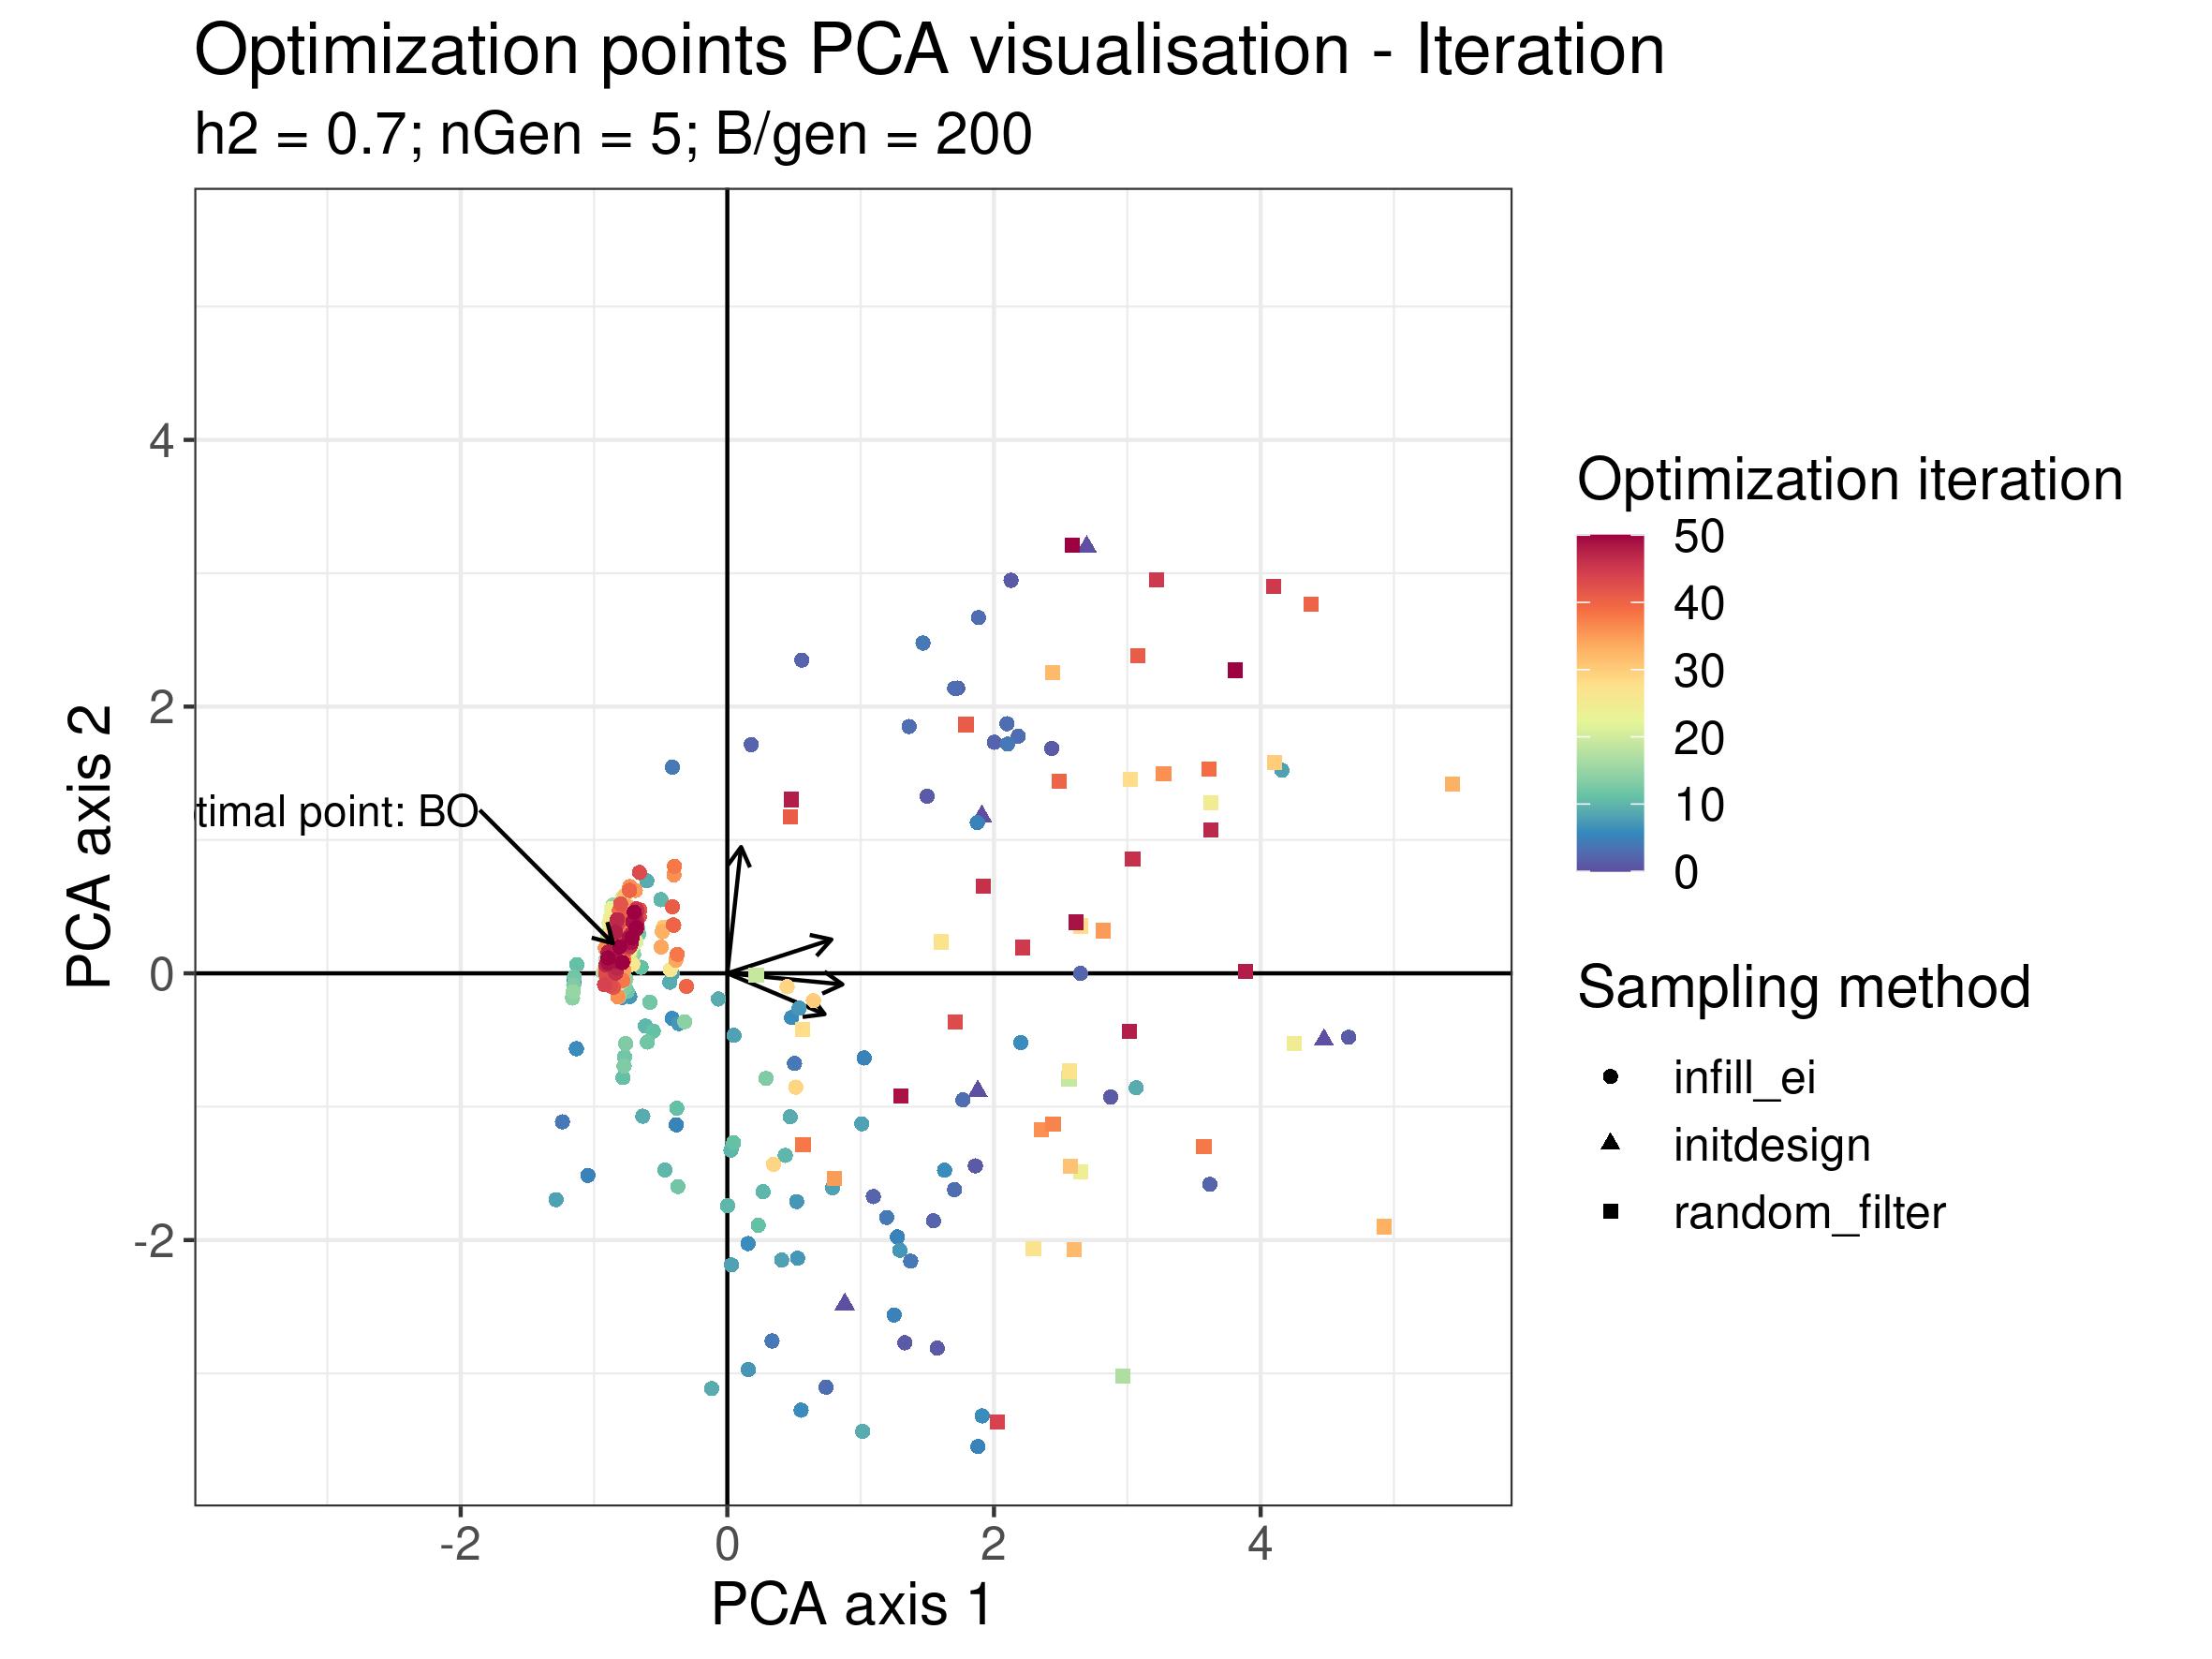 Optimization points PCA visualisation - Iteration
h2 = 0.7; nGen = 5; B/gen = 200
PCA axis 2
4
2
0
-2
timal point: BO
-2
0
2
4
PCA axis 1
Optimization iteration
50
40
30
20
10
0
Sampling method
infill_ei
initdesign
random_filter